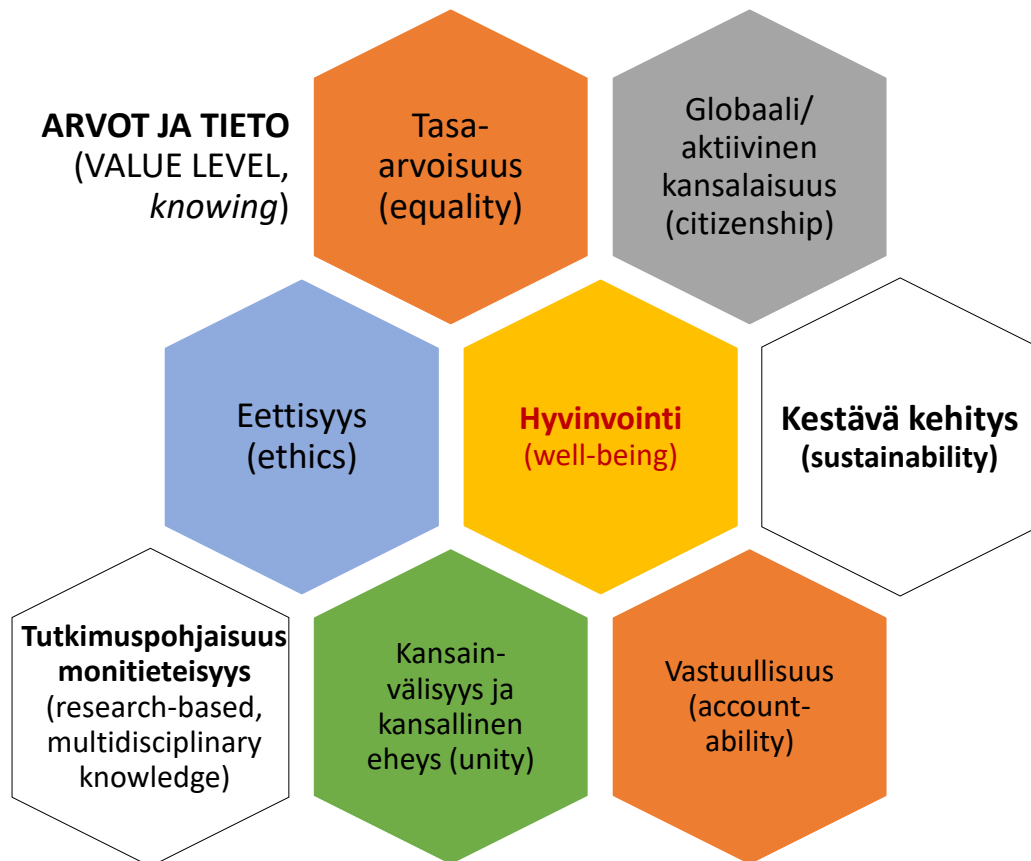 ARVOT JA TIETO
(VALUE LEVEL,
knowing)
Tasa-
arvoisuus
(equality)
Globaali/
aktiivinen
kansalaisuus
(citizenship)
Eettisyys
(ethics)
Hyvinvointi
(well-being)
Kestävä kehitys
(sustainability)
Tutkimuspohjaisuus
monitieteisyys
(research-based,
multidisciplinary
knowledge)
Kansain-
välisyys ja
kansallinen
eheys (unity)
Vastuullisuus
(account-
ability)